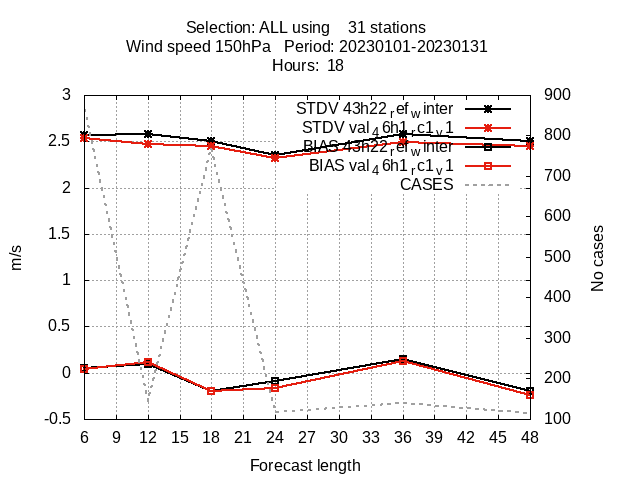 Selection: ALL using    31 stations
Wind speed 150hPa   Period: 20230101-20230131
Hours:  18
3
2.5
2
1.5
1
0.5
0
-0.5
900
800
700
600
500
400
300
200
100
STDV 43h22_ref_winter
STDV val_46h1_rc1_v1
BIAS 43h22_ref_winter
BIAS val_46h1_rc1_v1
CASES
m/s
No cases
6 9 12 15 18 21 24 27 30 33 36 39 42 45 48
Forecast length